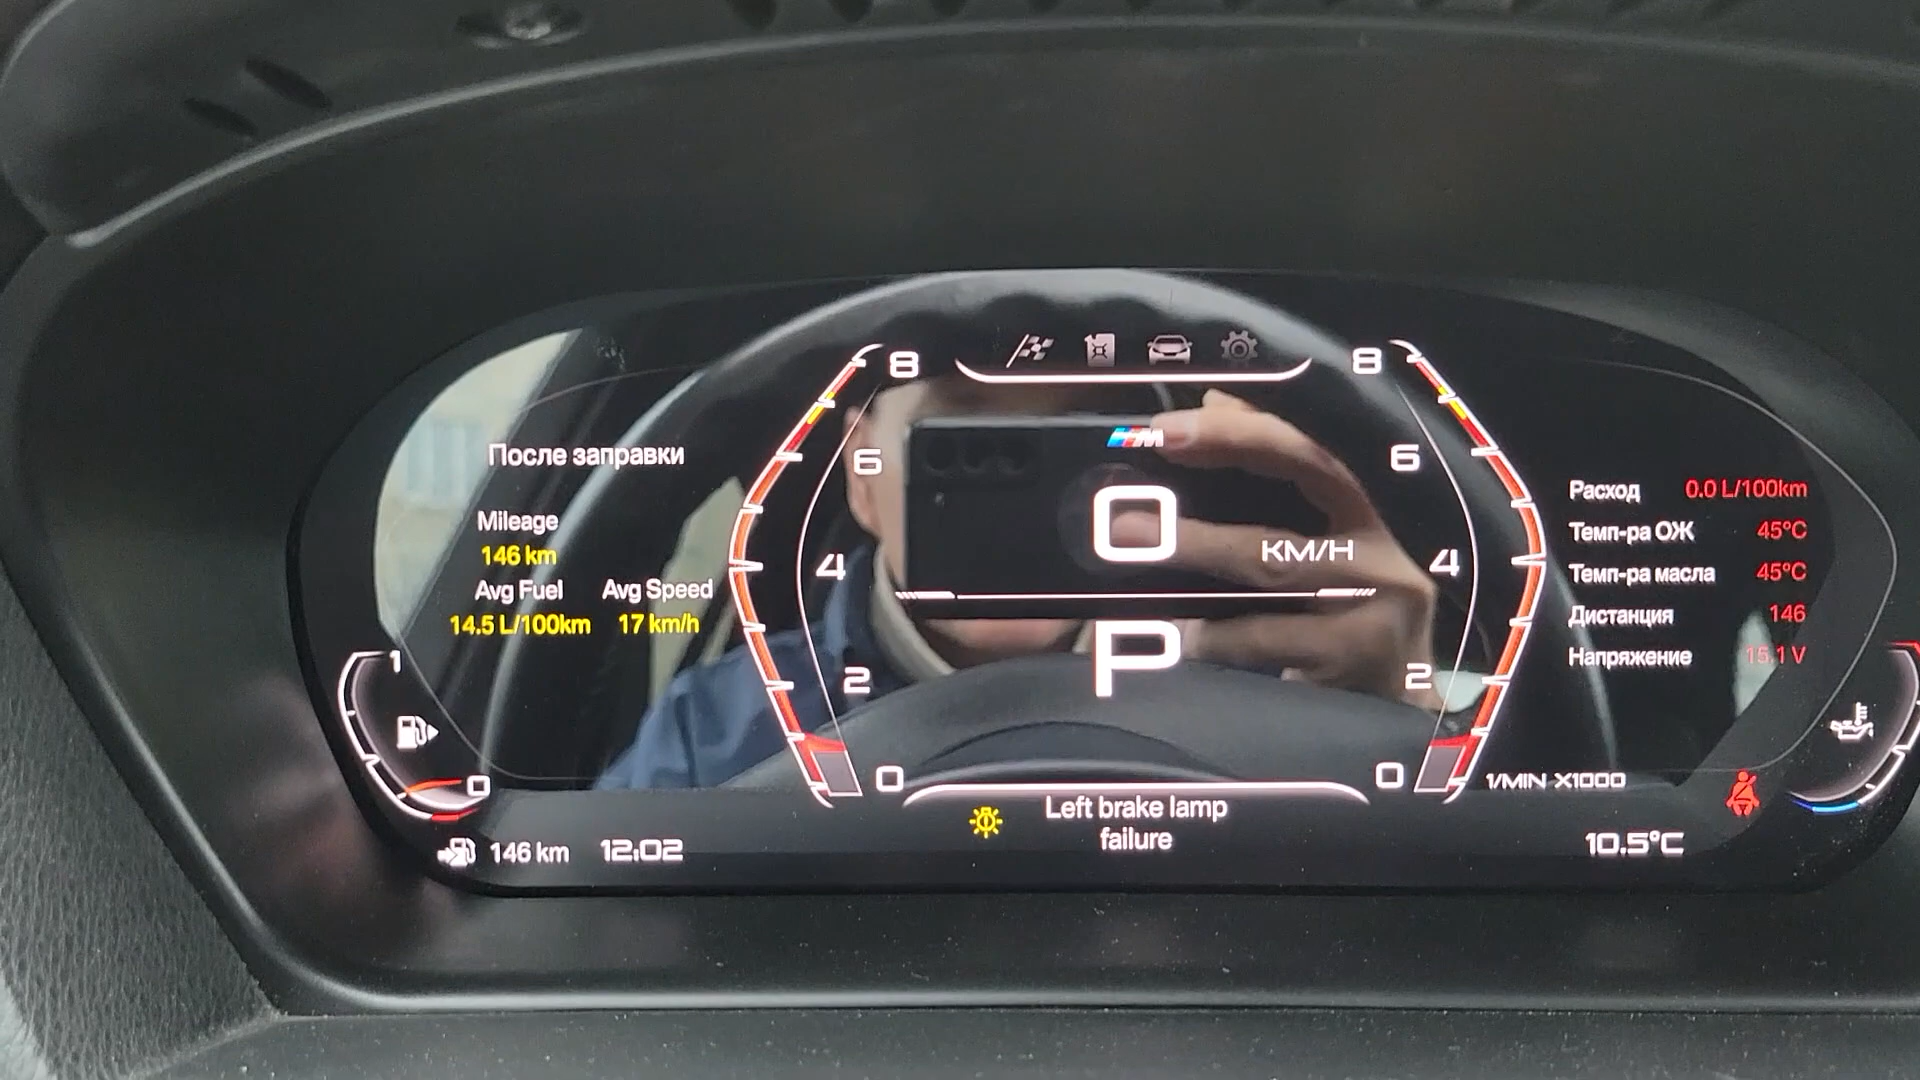 После заправки
Mileage
146 km
Avg Fuel Avg Speed
14.5 L/100km 17 km/h
1
0
146 km 12:02
8 8
6 6
4 4
2 2
0 0
M
0
KM/H
P
1/MIN X1000
Left brake lamp
failure
Расход 0.0 L/100km
Темп-ра ОЖ 45°C
Темп-ра масла 45°C
Дистанция 146
Напряжение 15.1 V
10.5°C